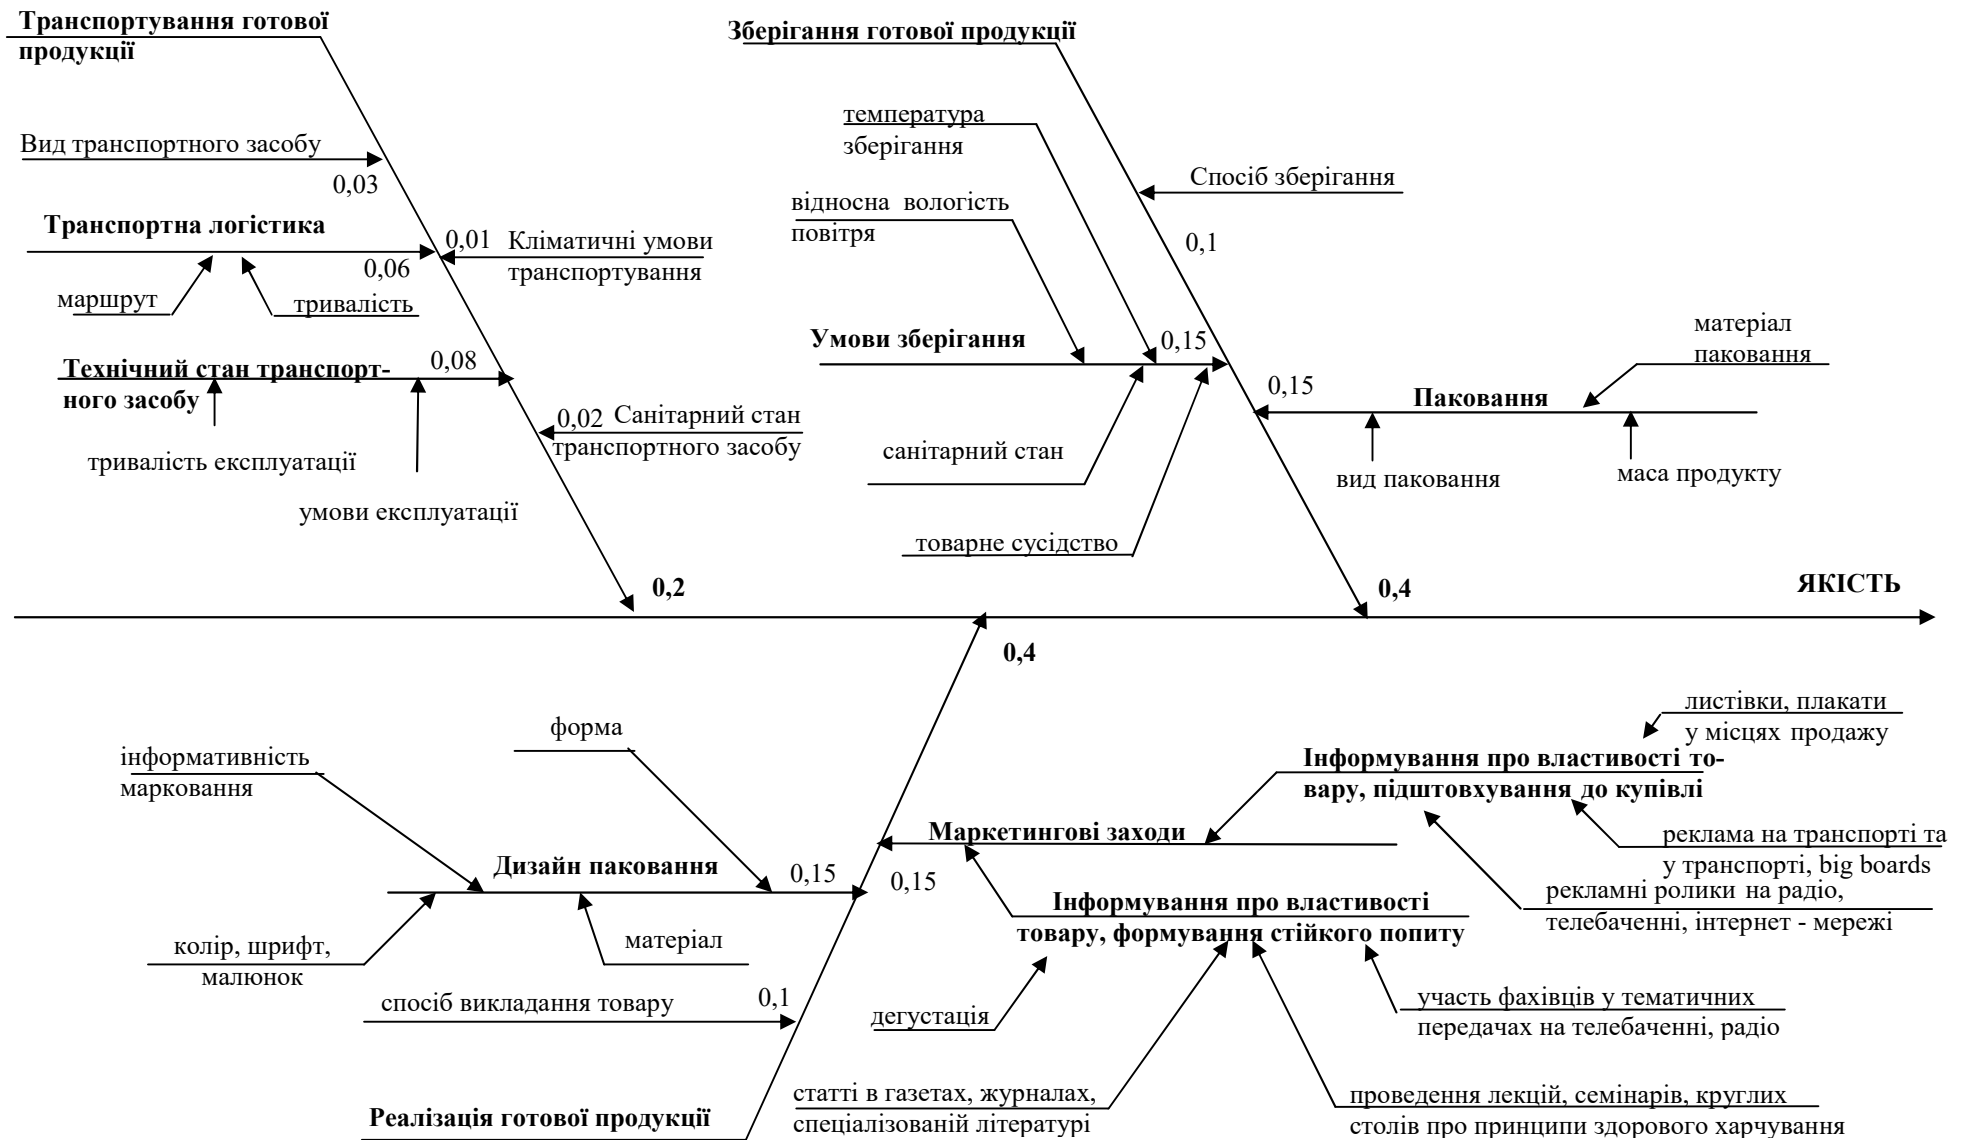 Транспортування готової
продукції
Вид транспортного засобу
0,03
Транспортна логістика
0,01
Кліматичні умови
транспортування
0,06
маршрут
тривалість
Технічний стан транспорт-
ного засобу
0,08
0,02
Санітарний стан
транспортного засобу
тривалість експлуатації
умови експлуатації
0,2
Зберігання готової продукції
температура
зберігання
Спосіб зберігання
відносна вологість
повітря
0,1
Умови зберігання
0,15
матеріал
паковання
0,15
Паковання
санітарний стан
вид паковання
маса продукту
товарне сусідство
0,4
ЯКІСТЬ
0,4
форма
інформативність
марковання
Дизайн паковання
0,15
0,15
колір, шрифт,
малюнок
матеріал
спосіб викладання товару
0,1
Реалізація готової продукції
листівки, плакати
у місцях продажу
Інформування про властивості то-
вару, підштовхування до купівлі
Маркетингові заходи
реклама на транспорті та
у транспорті, big boards
рекламні ролики на радіо,
телебаченні, інтернет - мережі
Інформування про властивості
товару, формування стійкого попиту
дегустація
участь фахівців у тематичних
передачах на телебаченні, радіо
статті в газетах, журналах,
спеціалізованій літературі
проведення лекцій, семінарів, круглих
столів про принципи здорового харчування